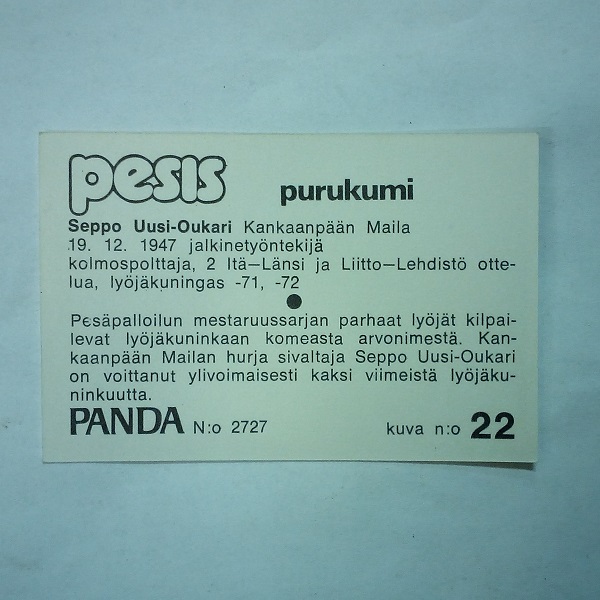 pesis purukumi
Seppo Uusi-Oukari Kankaanpään Maila
19. 12. 1947 jalkinetyöntekijä
kolmospolttaja, 2 Itä—Länsi ja Liitto—Lehdistö otte-
lua, lyöjäkuningas -71, -72
Pesäpalloilun mestaruussarjan parhaat lyöjät kilpai-
levat lyöjäkuninkaan komeasta arvonimestä. Kan-
kaanpään Mailan hurja sivaltaja Seppo Uusi-Oukari
on voittanut ylivoimaisesti kaksi viimeistä lyöjäku-
ninkuutta.
PANDA N:o 2727 kuva n:o 22